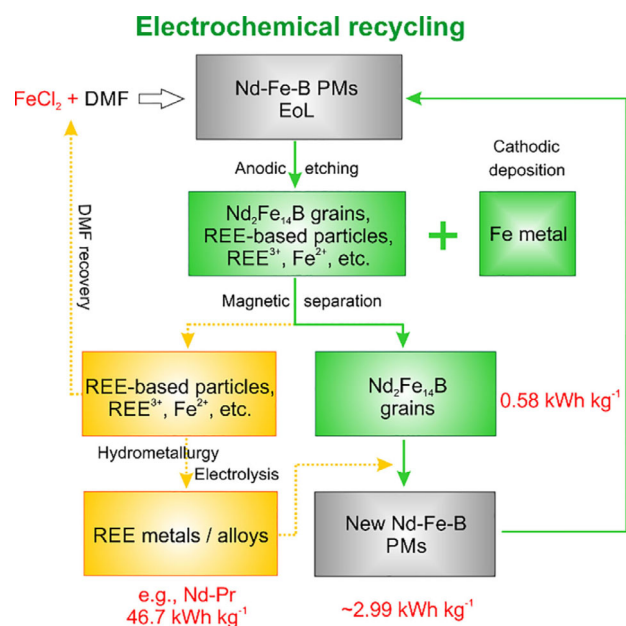 Electrochemical recycling
FeCl₂ + DMF
Nd-Fe-B PMs
EoL
Anodic etching
Cathodic
deposition
Nd₂Fe₁₄B grains,
REE-based particles,
REE³⁺, Fe²⁺, etc.
+
Fe metal
DMF recovery
Magnetic separation
REE-based particles,
REE³⁺, Fe²⁺, etc.
Nd₂Fe₁₄B
grains
0.58 kWh kg⁻¹
Hydrometallurgy
Electrolysis
REE metals / alloys
New Nd-Fe-B
PMs
e.g., Nd-Pr
46.7 kWh kg⁻¹
~2.99 kWh kg⁻¹